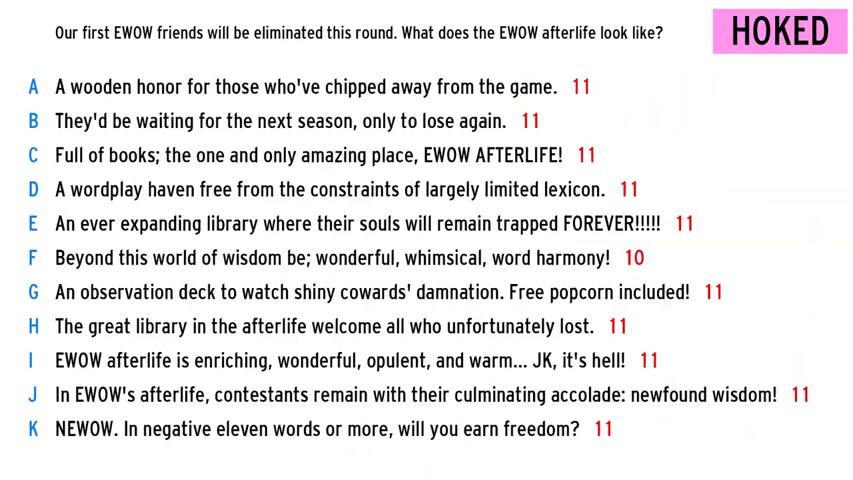 Our first EWOW friends will be eliminated this round. What does the EWOW afterlife look like?
HOKED
A A wooden honor for those who've chipped away from the game. 11
B They'd be waiting for the next season, only to lose again. 11
C Full of books; the one and only amazing place, EWOW AFTERLIFE! 11
D A wordplay haven free from the constraints of largely limited lexicon. 11
E An ever expanding library where their souls will remain trapped FOREVER!!!!! 11
F Beyond this world of wisdom be; wonderful, whimsical, word harmony! 10
G An observation deck to watch shiny cowards' damnation. Free popcorn included! 11
H The great library in the afterlife welcome all who unfortunately lost. 11
I EWOW afterlife is enriching, wonderful, opulent, and warm... JK, it's hell! 11
J In EWOW's afterlife, contestants remain with their culminating accolade: newfound wisdom! 11
K NEWOW. In negative eleven words or more, will you earn freedom? 11